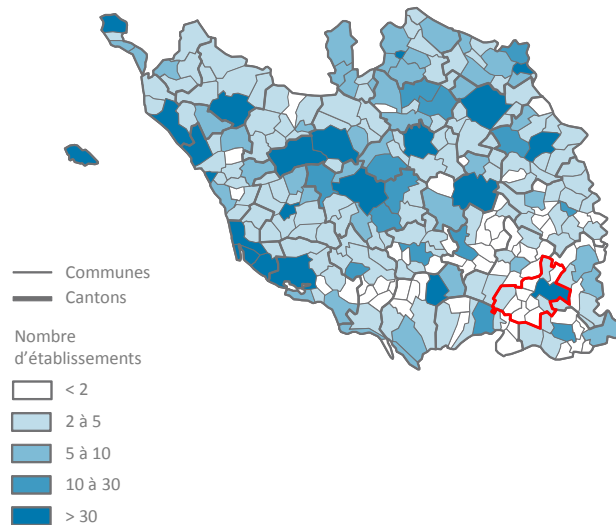 Communes
Cantons
Nombre
d’établissements
< 2
2 à 5
5 à 10
10 à 30
> 30